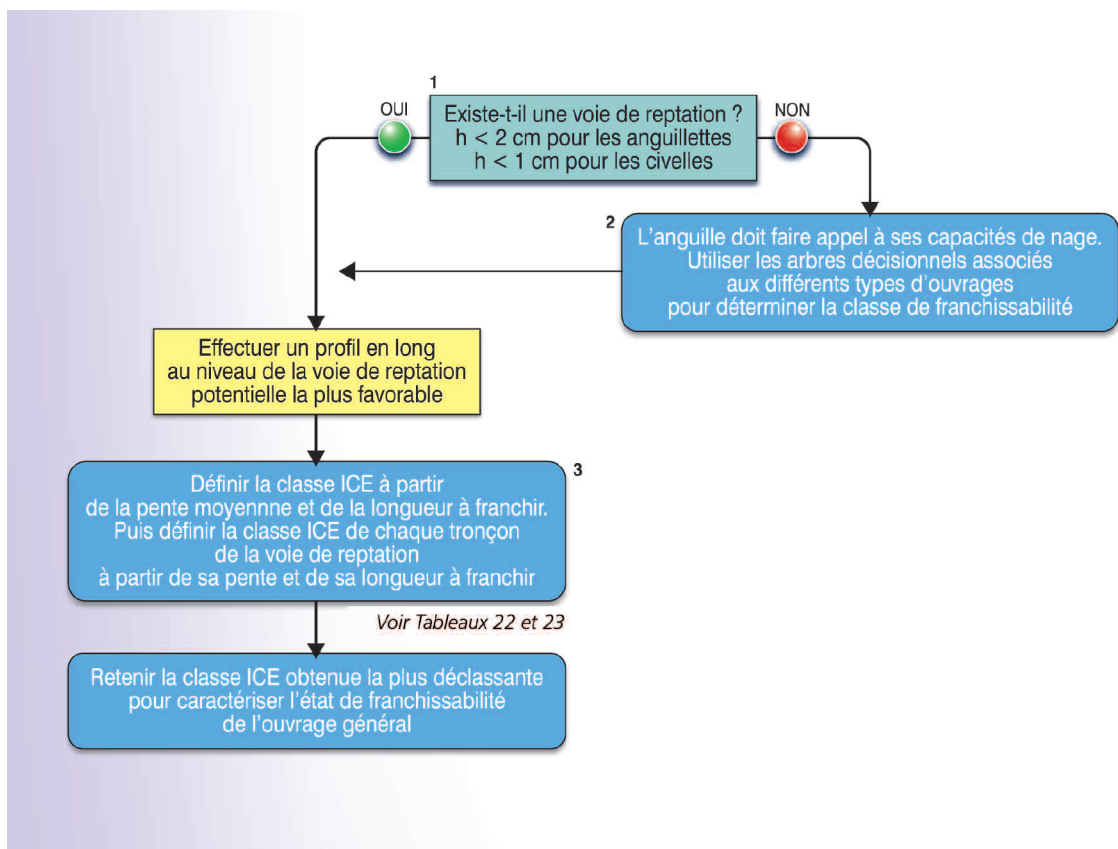 1
OUI
Existe-t-il une voie de reptation ?
h < 2 cm pour les anguillettes
h < 1 cm pour les civelles
NON
2
L'anguille doit faire appel à ses capacités de nage.
Utiliser les arbres décisionnels associés
aux différents types d'ouvrages
pour déterminer la classe de franchissabilité
Effectuer un profil en long
au niveau de la voie de reptation
potentielle la plus favorable
3
Définir la classe ICE à partir
de la pente moyennne et de la longueur à franchir.
Puis définir la classe ICE de chaque tronçon
de la voie de reptation
à partir de sa pente et de sa longueur à franchir
Voir Tableaux 22 et 23
Retenir la classe ICE obtenue la plus déclassante
pour caractériser l'état de franchissabilité
de l'ouvrage général